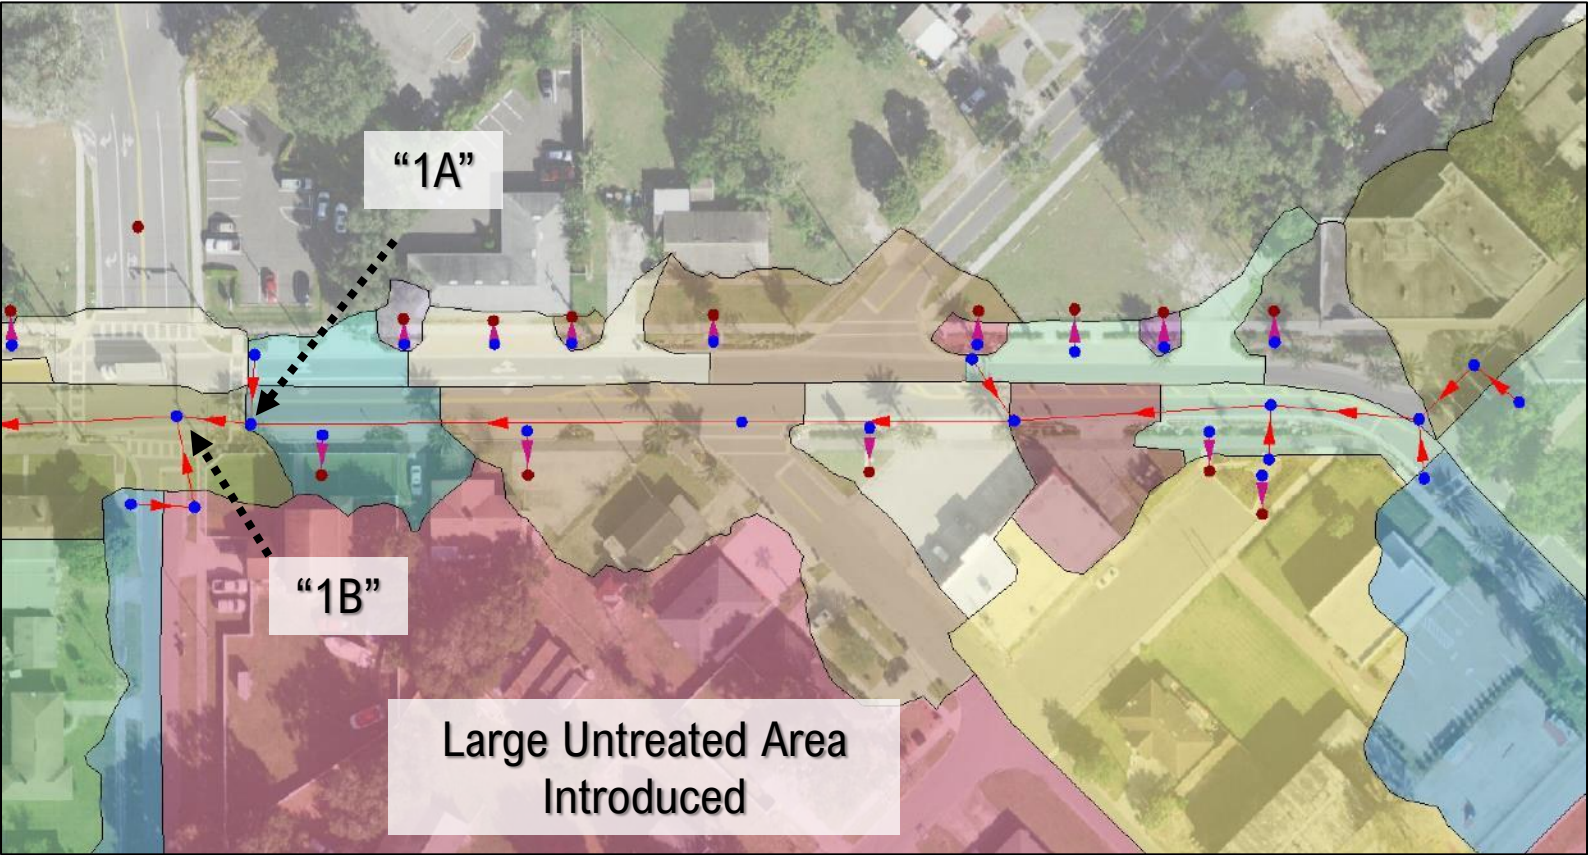 “1A”
“1B”
Large Untreated Area
Introduced